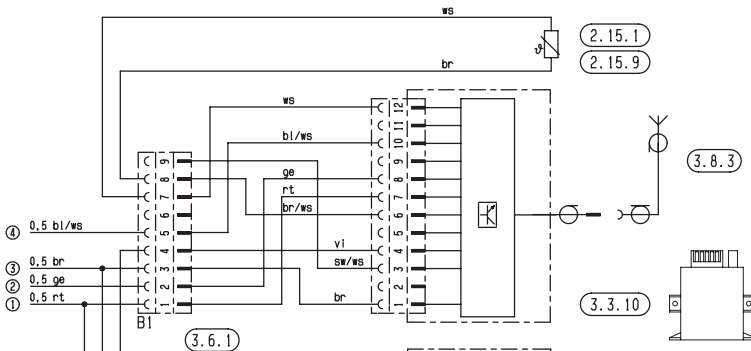 ws
ϑ
2.15.1
2.15.9
br
ws
12
11
bl/ws
10
9
9
8
ge
8
7
rt
7
6
br/ws
6
④ 0,5 bl/ws
5
5
4
vi
4
③ 0,5 br
3
sw/ws
3
② 0,5 ge
2
2
① 0,5 rt
1
br
1
B1
3.6.1
3.8.3
3.3.10